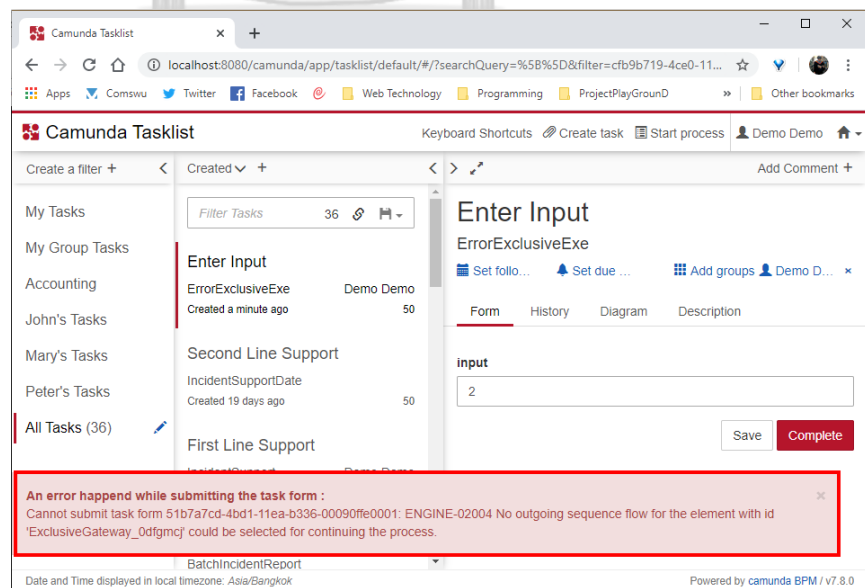 Camunda Tasklist
localhost:8080/camunda/app/tasklist/default/#/?searchQuery=%5B%5D&filter=cfb9b719-4ce0-11...
Apps Comswu Twitter Facebook Web Technology Programming ProjectPlayGrounD » Other bookmarks
Camunda Tasklist Keyboard Shortcuts Create task Start process Demo Demo
Create a filter + Created + Add Comment +
My Tasks
My Group Tasks
Accounting
John's Tasks
Mary's Tasks
Peter's Tasks
All Tasks (36)
Filter Tasks 36
Enter Input
ErrorExclusiveExe Demo Demo
Created a minute ago 50
Second Line Support
IncidentSupportDate
Created 19 days ago 50
First Line Support
IncidentSupport Demo Demo
BatchIncidentReport
Enter Input
ErrorExclusiveExe
Set follo... Set due ... Add groups Demo D... ×
Form History Diagram Description
input
2
Save Complete
An error happend while submitting the task form : ×
Cannot submit task form 51b7a7cd-4bd1-11ea-b336-00090ffe0001: ENGINE-02004 No outgoing sequence flow for the element with id
'ExclusiveGateway_0dfgmcj' could be selected for continuing the process.
Date and Time displayed in local timezone: Asia/Bangkok Powered by camunda BPM / v7.8.0